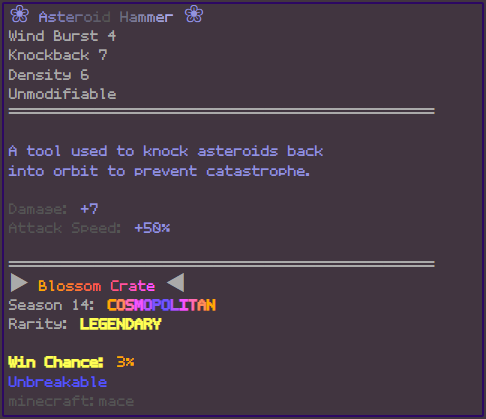 ❀ Asteroid Hammer ❀
Wind Burst 4
Knockback 7
Density 6
Unmodifiable
A tool used to knock asteroids back
into orbit to prevent catastrophe.
Damage: +7
Attack Speed: +50%
▶ Blossom Crate ◀
Season 14: COSMOPOLITAN
Rarity: LEGENDARY
Win Chance: 3%
Unbreakable
minecraft:mace